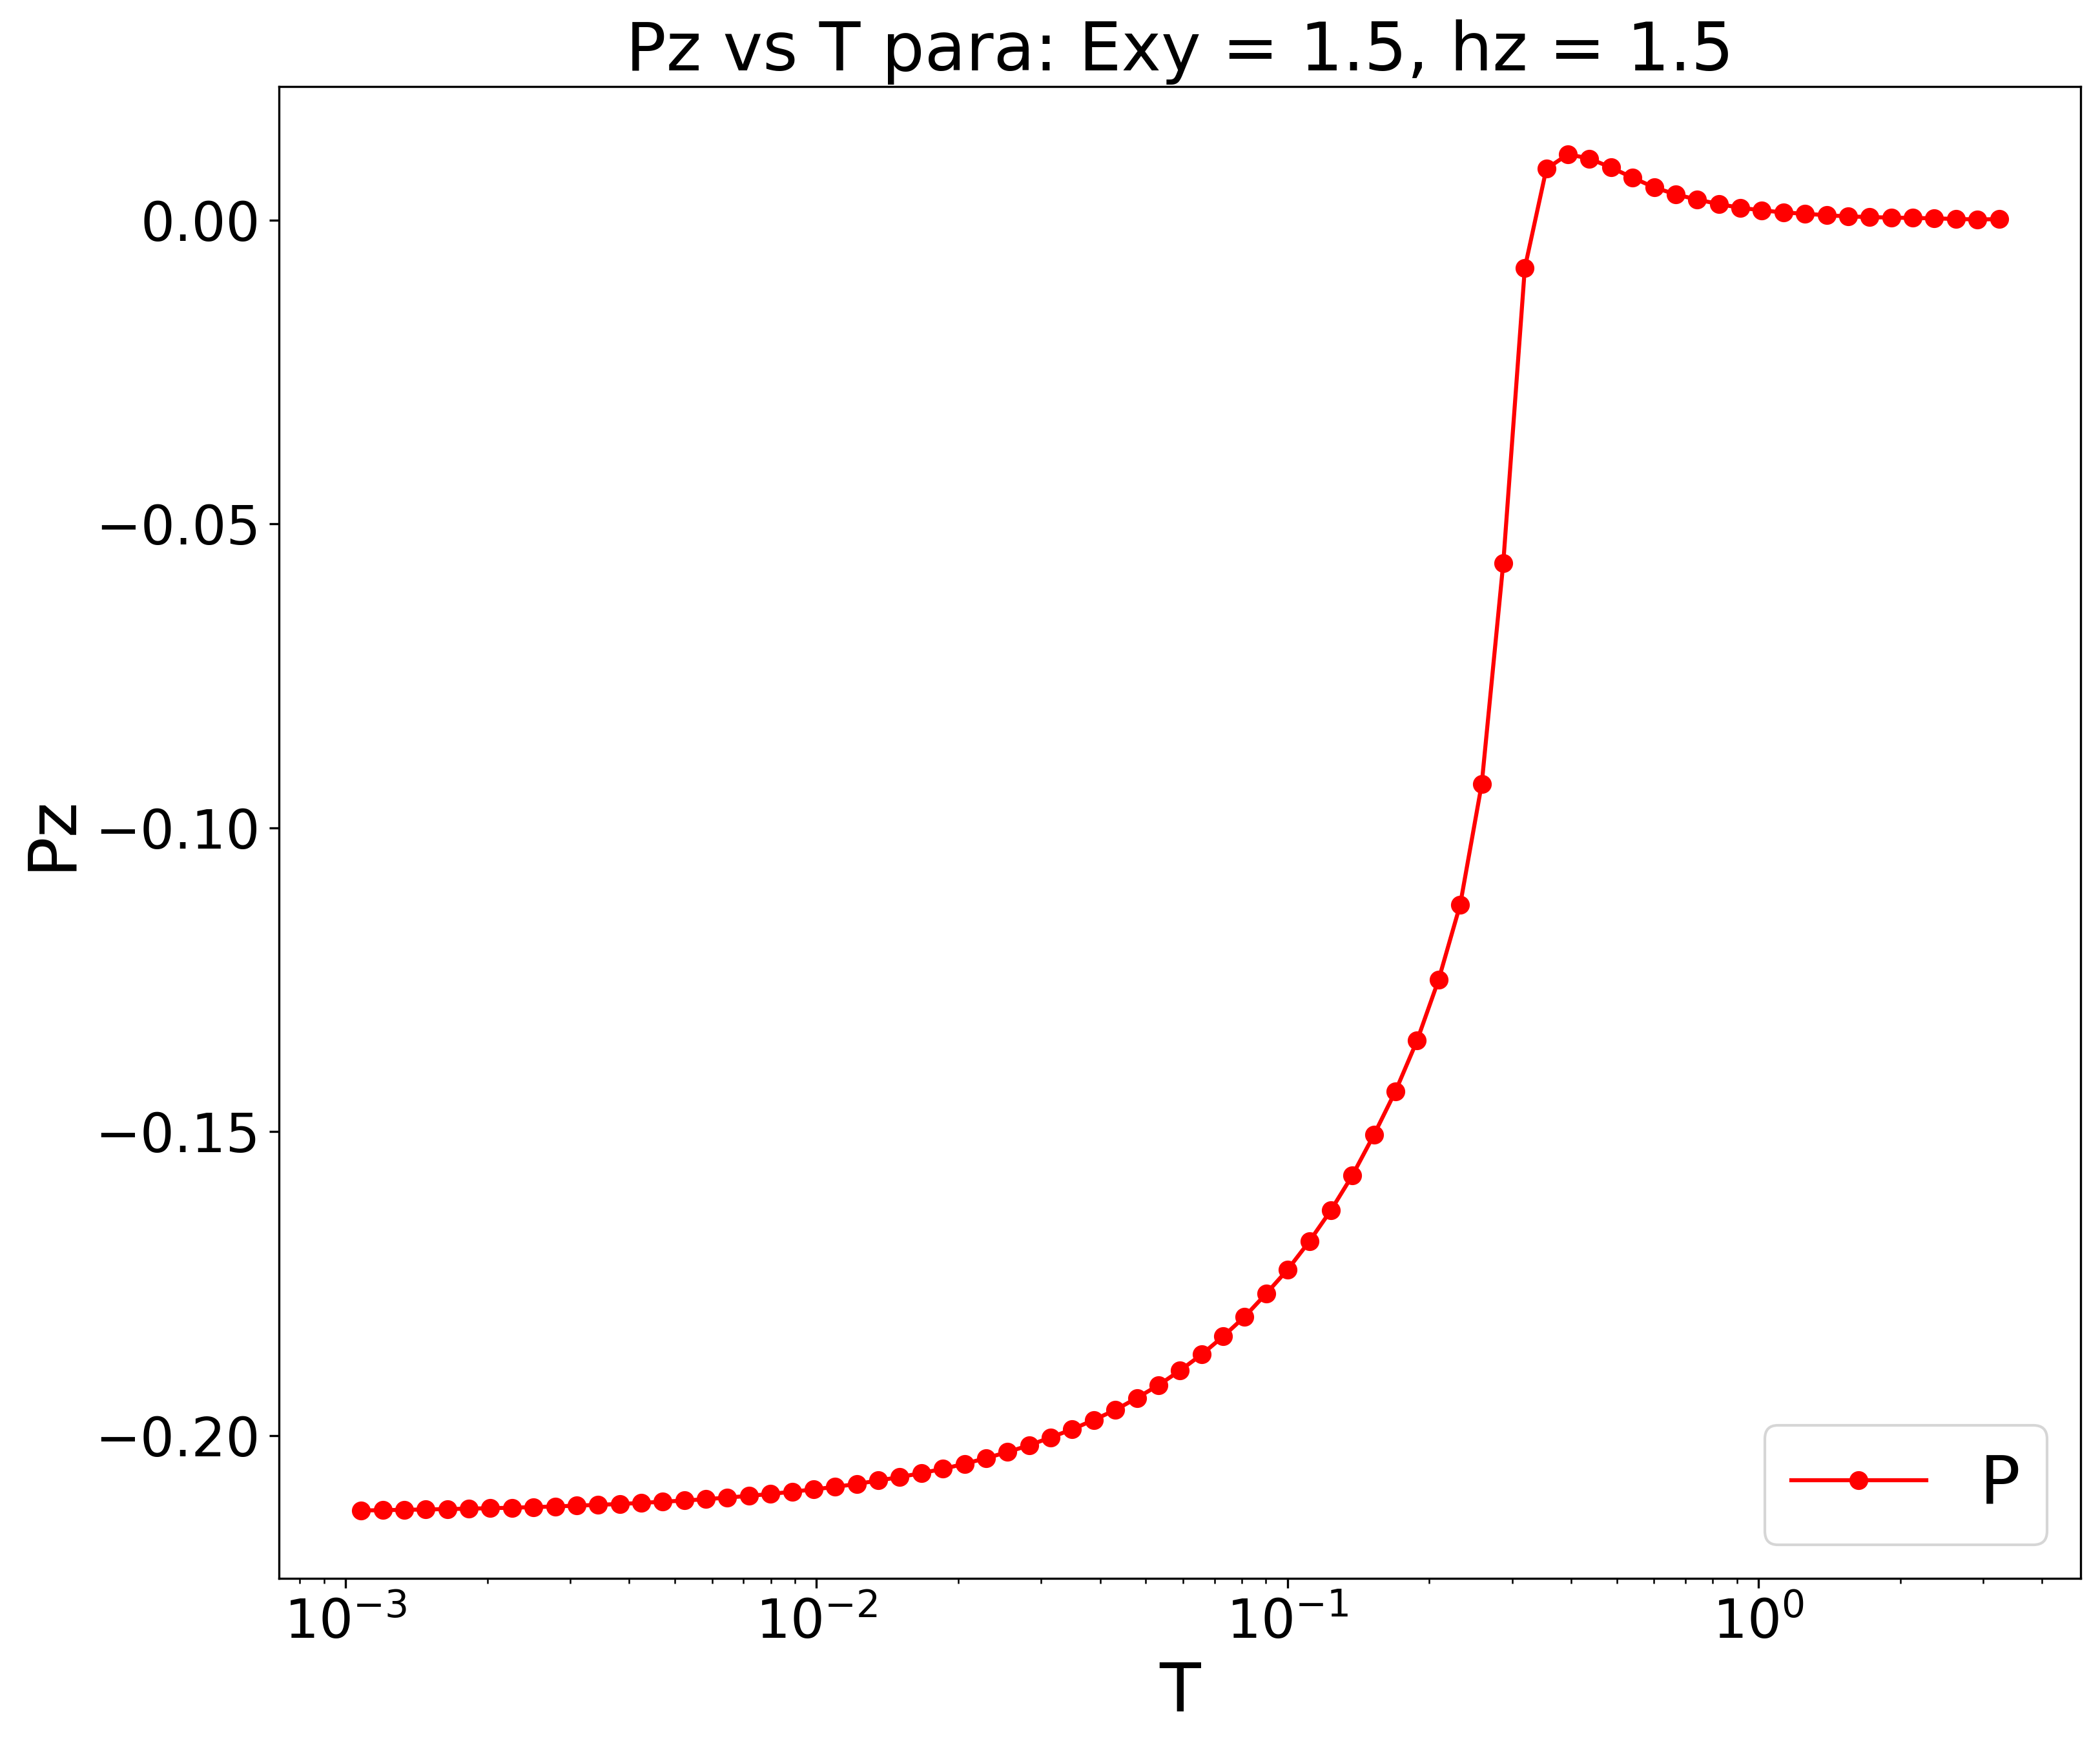 Pz vs T para: Exy = 1.5, hz = 1.5
Pz
0.00
−0.05
−0.10
−0.15
−0.20
P
10⁻³
10⁻²
10⁻¹
10⁰
T